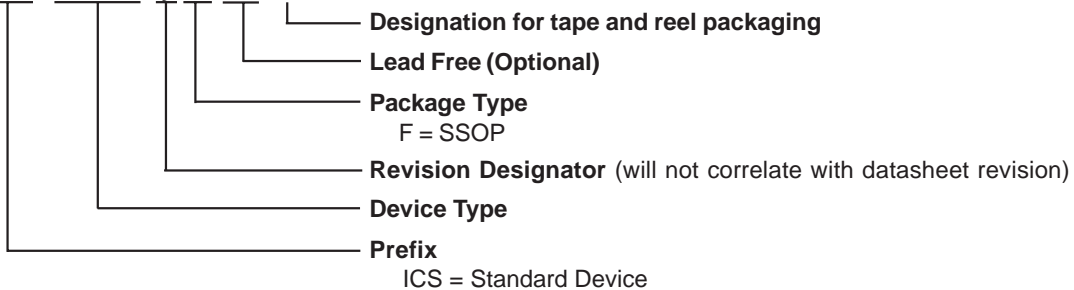 Designation for tape and reel packaging
Lead Free (Optional)
Package Type
F = SSOP
Revision Designator (will not correlate with datasheet revision)
Device Type
Prefix
ICS = Standard Device